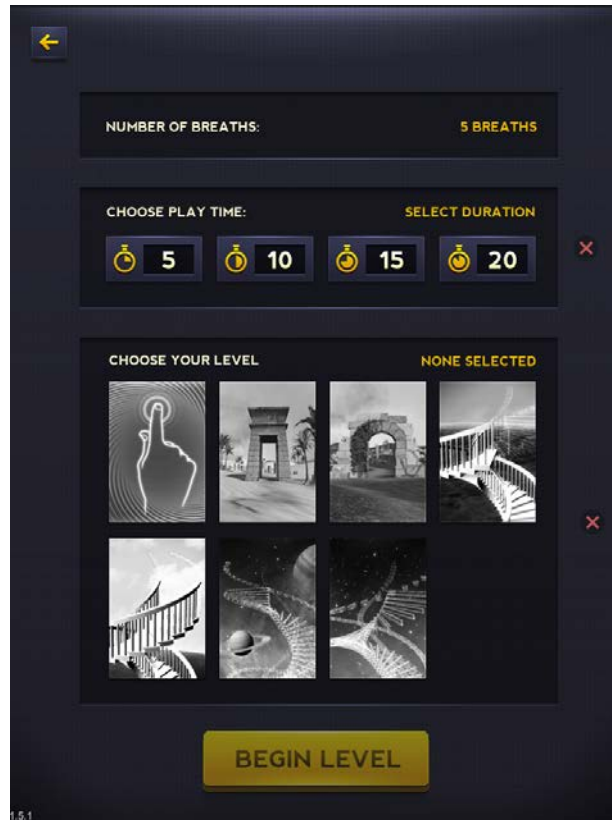 NUMBER OF BREATHS: 5 BREATHS
CHOOSE PLAY TIME: SELECT DURATION
5 10 15 20
CHOOSE YOUR LEVEL NONE SELECTED
BEGIN LEVEL
1.5.1